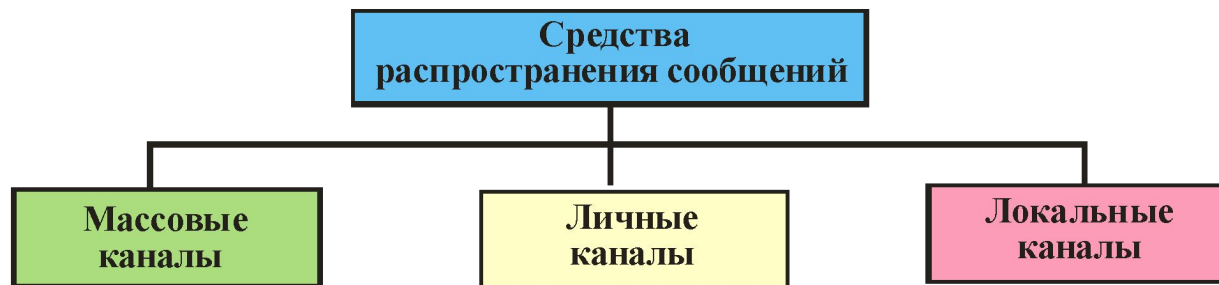 Средства
распространения сообщений
Массовые
каналы
Личные
каналы
Локальные
каналы